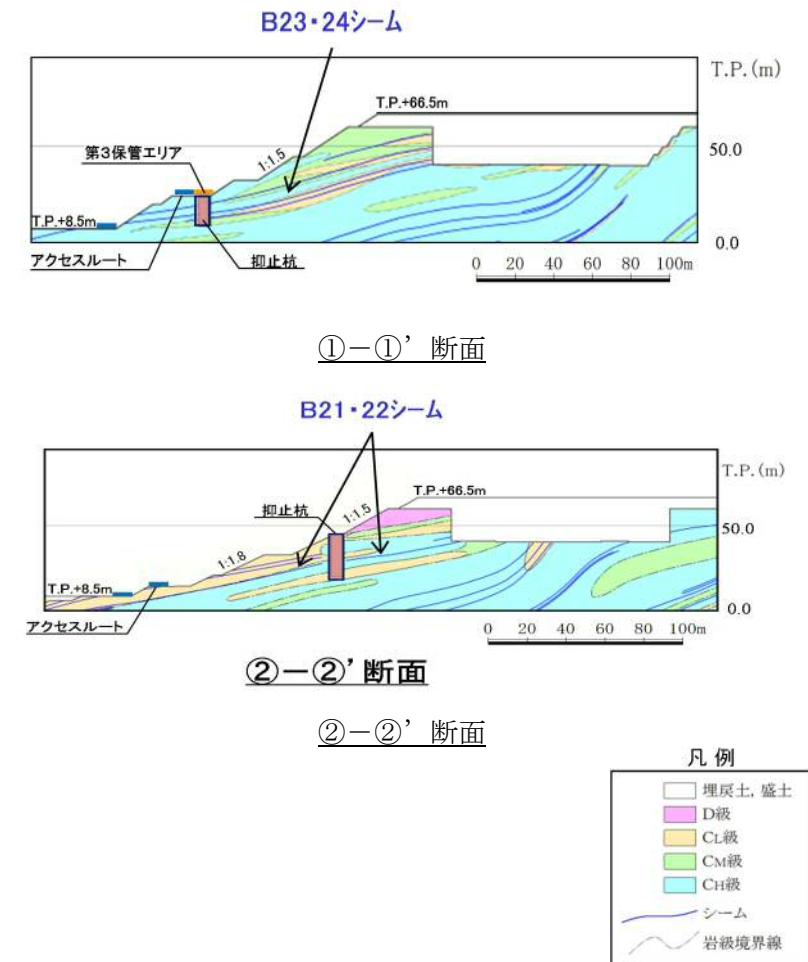 B23・24シーム
T.P.(m)
T.P.+66.5m
1:1.5
50.0
第3保管エリア
T.P.+8.5m
0.0
アクセスルート
抑止杭
0 20 40 60 80 100m
①－①’断面
B21・22シーム
T.P.(m)
T.P.+66.5m
抑止杭
1:1.5
50.0
1:1.8
T.P.+8.5m
0.0
アクセスルート
0 20 40 60 80 100m
②－②’断面
②－②’断面
凡例
埋戻土，盛土
D級
CL級
CM級
CH級
シーム
岩級境界線